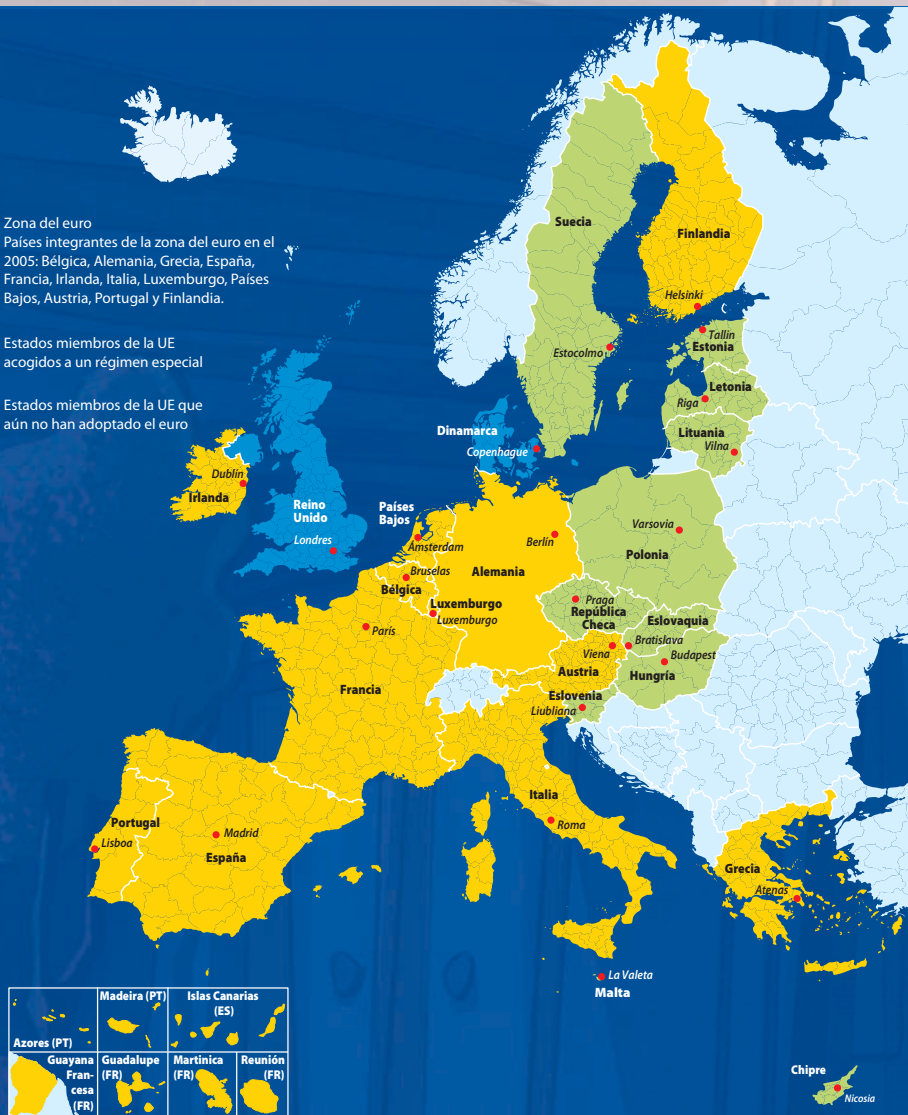 Zona del euro
Países integrantes de la zona del euro en el
2005: Bélgica, Alemania, Grecia, España,
Francia, Irlanda, Italia, Luxemburgo, Países
Bajos, Austria, Portugal y Finlandia.
Estados miembros de la UE
acogidos a un régimen especial
Estados miembros de la UE que
aún no han adoptado el euro
Suecia
Finlandia
Helsinki
Tallin
Estonia
Estocolmo
Letonia
Riga
Lituania
Vilna
Dinamarca
Copenhague
Dublín
Irlanda
Reino
Unido
Londres
Países
Bajos
Ámsterdam
Berlín
Varsovia
Polonia
Alemania
Bruselas
Bélgica
Luxemburgo
Luxemburgo
Praga
República
Checa
Eslovaquia
París
Bratislava
Viena
Budapest
Austria
Hungría
Francia
Eslovenia
Liubliana
Italia
Roma
Portugal
Lisboa
Madrid
España
Grecia
Atenas
La Valeta
Malta
Azores (PT)
Madeira (PT)
Islas Canarias
(ES)
Guayana
Fran-
cesa
(FR)
Guadalupe
(FR)
Martinica
(FR)
Reunión
(FR)
Chipre
Nicosia